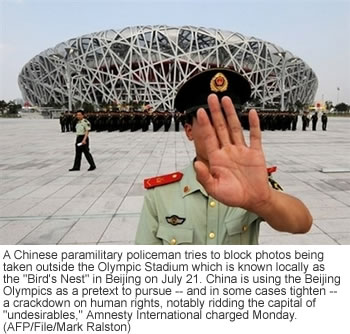 A Chinese paramilitary policeman tries to block photos being
taken outside the Olympic Stadium which is known locally as
the "Bird's Nest" in Beijing on July 21. China is using the Beijing
Olympics as a pretext to pursue -- and in some cases tighten --
a crackdown on human rights, notably ridding the capital of
"undesirables," Amnesty International charged Monday.
(AFP/File/Mark Ralston)